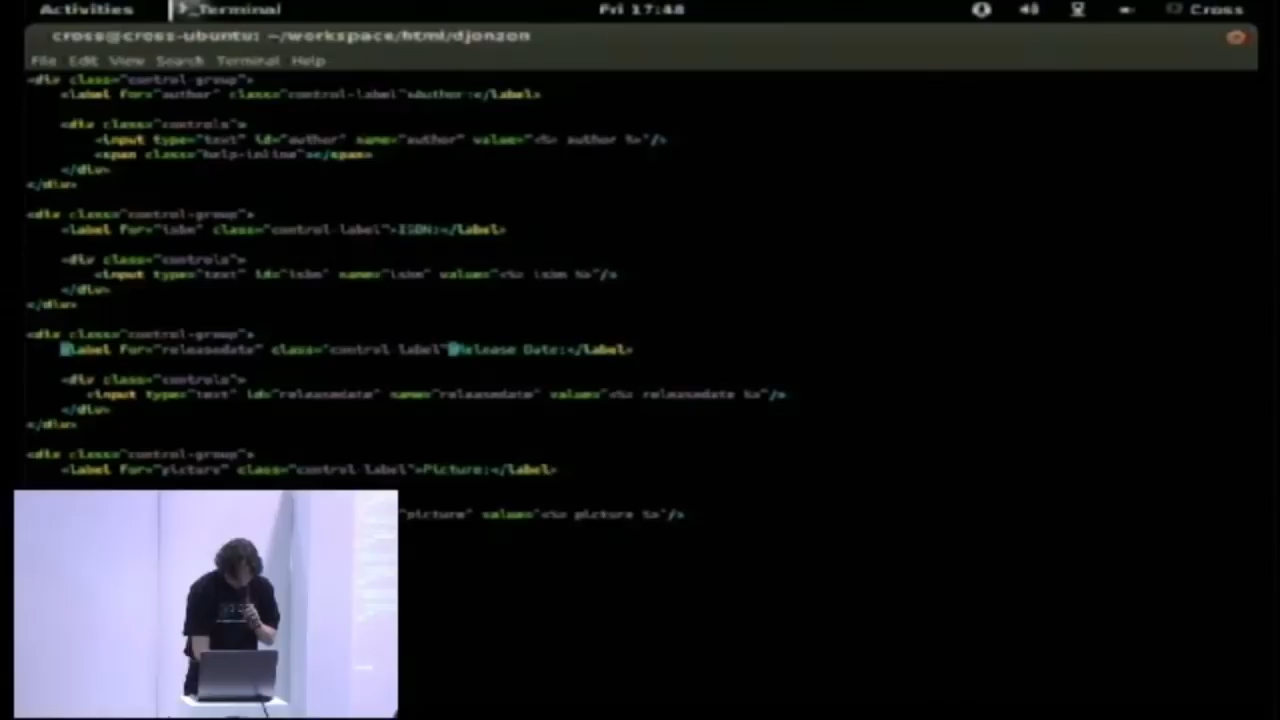 Activities Terminal Fri 17:48 Cross
cross@cross-ubuntu: ~/workspace/html/djonzon
File Edit View Search Terminal Help
<div class="control-group">
<label for="author" class="control-label">Author:</label>
<div class="controls">
<input type="text" id="author" name="author" value="<%= author %>"/>
<span class="help-inline"></span>
</div>
</div>
<div class="control-group">
<label for="isbn" class="control-label">ISBN:</label>
<div class="controls">
<input type="text" id="isbn" name="isbn" value="<%= isbn %>"/>
</div>
</div>
<div class="control-group">
<label for="releasedate" class="control-label">Release Date:</label>
<div class="controls">
<input type="text" id="releasedate" name="releasedate" value="<%= releasedate %>"/>
</div>
</div>
<div class="control-group">
<label for="picture" class="control-label">Picture:</label>
"picture" value="<%= picture %>"/>